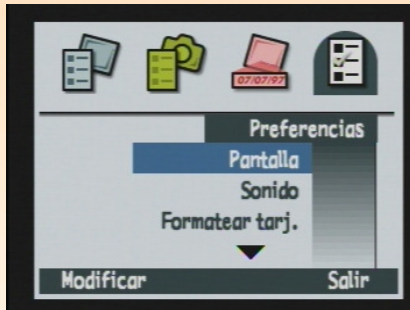 07/07/97
Preferencias
Pantalla
Sonido
Formatear tarj.
Modificar
Salir